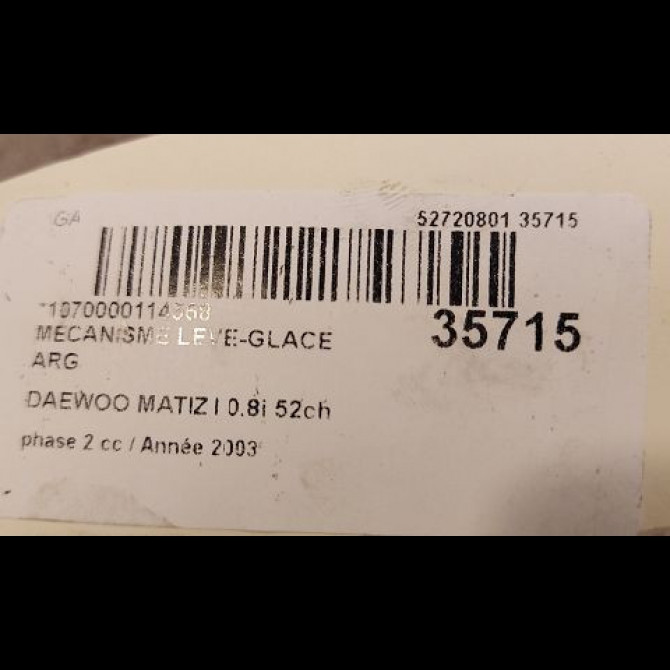 GA
52720801 35715
35715
MECANISME LEVE-GLACE
ARG
DAEWOO MATIZ I 0.8i 52ch
phase 2 cc / Année 2003